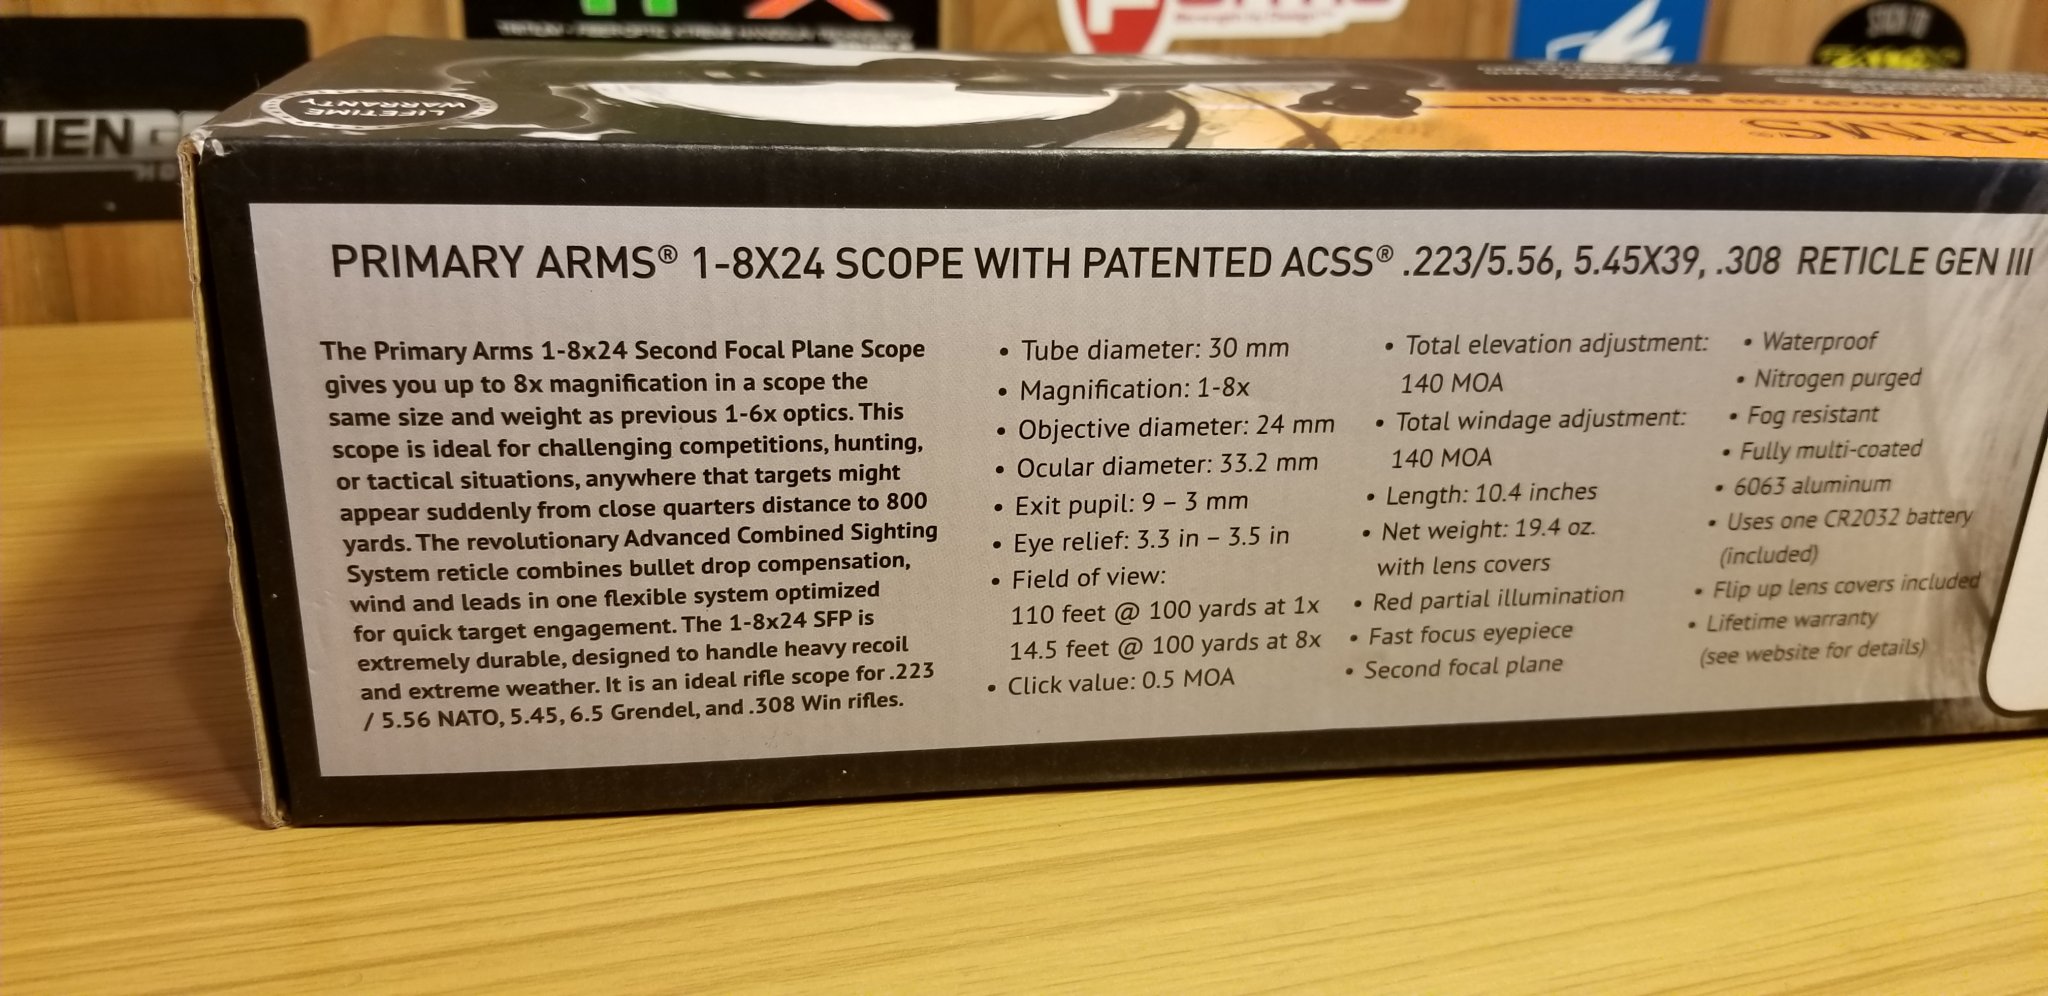 LIFETIME
WARRANTY
LIEN
PRIMARY ARMS® 1-8X24 SCOPE WITH PATENTED ACSS® .223/5.56, 5.45X39, .308 RETICLE GEN III
The Primary Arms 1-8x24 Second Focal Plane Scope
gives you up to 8x magnification in a scope the
same size and weight as previous 1-6x optics. This
scope is ideal for challenging competitions, hunting,
or tactical situations, anywhere that targets might
appear suddenly from close quarters distance to 800
yards. The revolutionary Advanced Combined Sighting
System reticle combines bullet drop compensation,
wind and leads in one flexible system optimized
for quick target engagement. The 1-8x24 SFP is
extremely durable, designed to handle heavy recoil
and extreme weather. It is an ideal rifle scope for .223
/ 5.56 NATO, 5.45, 6.5 Grendel, and .308 Win rifles.
• Tube diameter: 30 mm
• Magnification: 1-8x
• Objective diameter: 24 mm
• Ocular diameter: 33.2 mm
• Exit pupil: 9 – 3 mm
• Eye relief: 3.3 in – 3.5 in
• Field of view:
110 feet @ 100 yards at 1x
14.5 feet @ 100 yards at 8x
• Click value: 0.5 MOA
• Total elevation adjustment:
140 MOA
• Total windage adjustment:
140 MOA
• Length: 10.4 inches
• Net weight: 19.4 oz.
with lens covers
• Red partial illumination
• Fast focus eyepiece
• Second focal plane
• Waterproof
• Nitrogen purged
• Fog resistant
• Fully multi-coated
• 6063 aluminum
• Uses one CR2032 battery
(included)
• Flip up lens covers included
• Lifetime warranty
(see website for details)